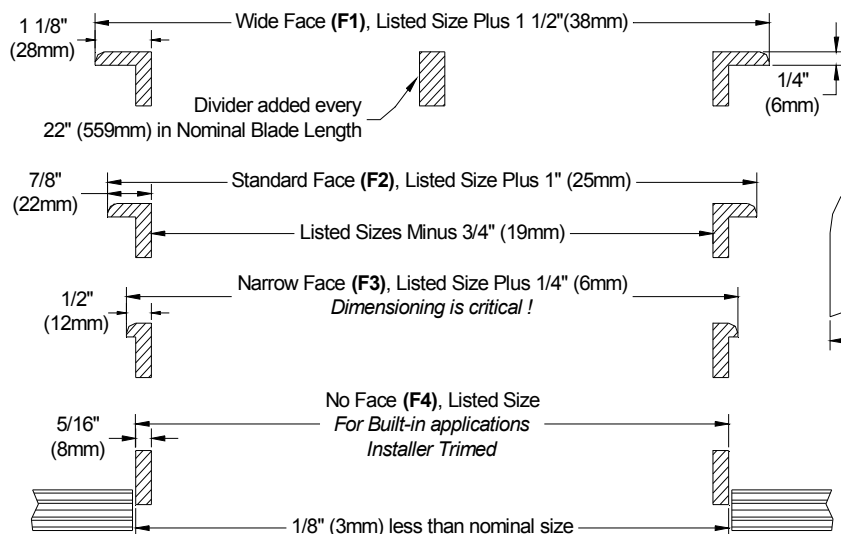 Wide Face (F1), Listed Size Plus 1 1/2"(38mm)
1 1/8"
(28mm)
1/4"
(6mm)
Divider added every
22" (559mm) in Nominal Blade Length
7/8"
(22mm)
Standard Face (F2), Listed Size Plus 1" (25mm)
Listed Sizes Minus 3/4" (19mm)
Narrow Face (F3), Listed Size Plus 1/4" (6mm)
Dimensioning is critical !
1/2"
(12mm)
No Face (F4), Listed Size
For Built-in applications
Installer Trimed
5/16"
(8mm)
1/8" (3mm) less than nominal size